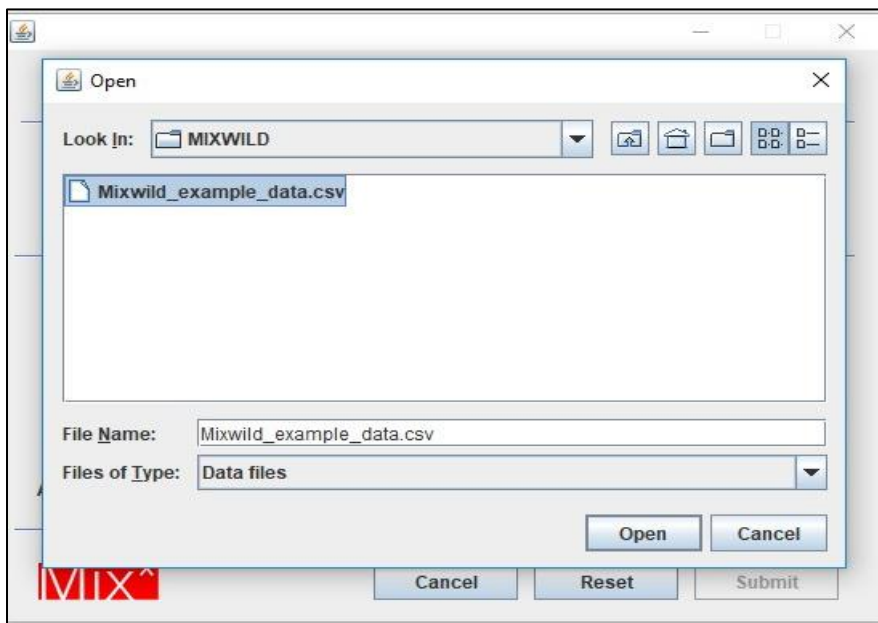 Open
Look In: MIXWILD
Mixwild_example_data.csv
File Name: Mixwild_example_data.csv
Files of Type: Data files
Open Cancel
Mix
Cancel Reset Submit